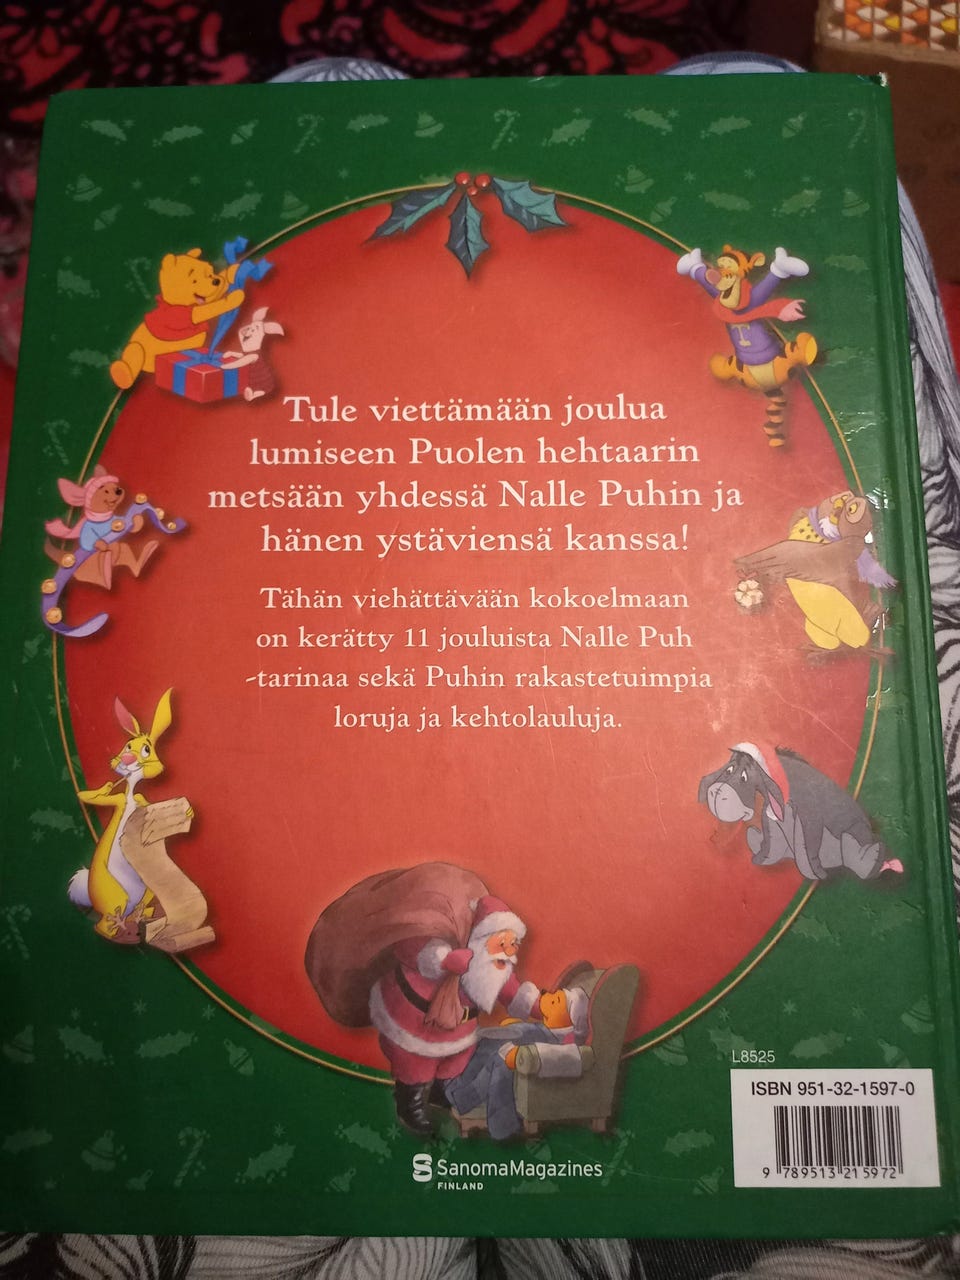 Tule viettämään joulua
lumiseen Puolen hehtaarin
metsään yhdessä Nalle Puhin ja
hänen ystäviensä kanssa!
Tähän viehättävään kokoelmaan
on kerätty 11 jouluista Nalle Puh
-tarinaa sekä Puhin rakastetuimpia
loruja ja kehtolauluja.
T
L8525
ISBN 951-32-1597-0
9 789513 215972
SanomaMagazines
FINLAND